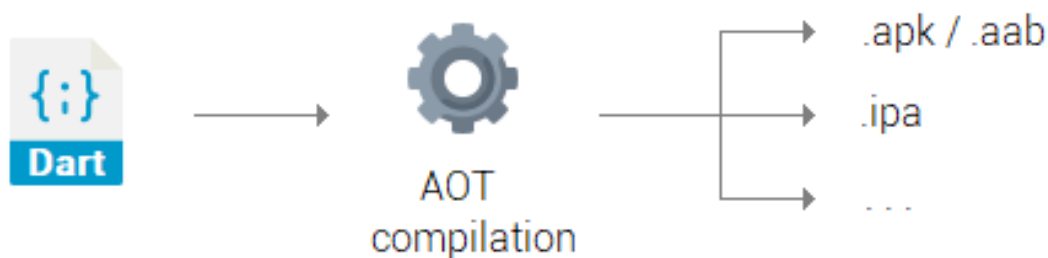 {;}
Dart
AOT
compilation
.apk / .aab
.ipa
. . .